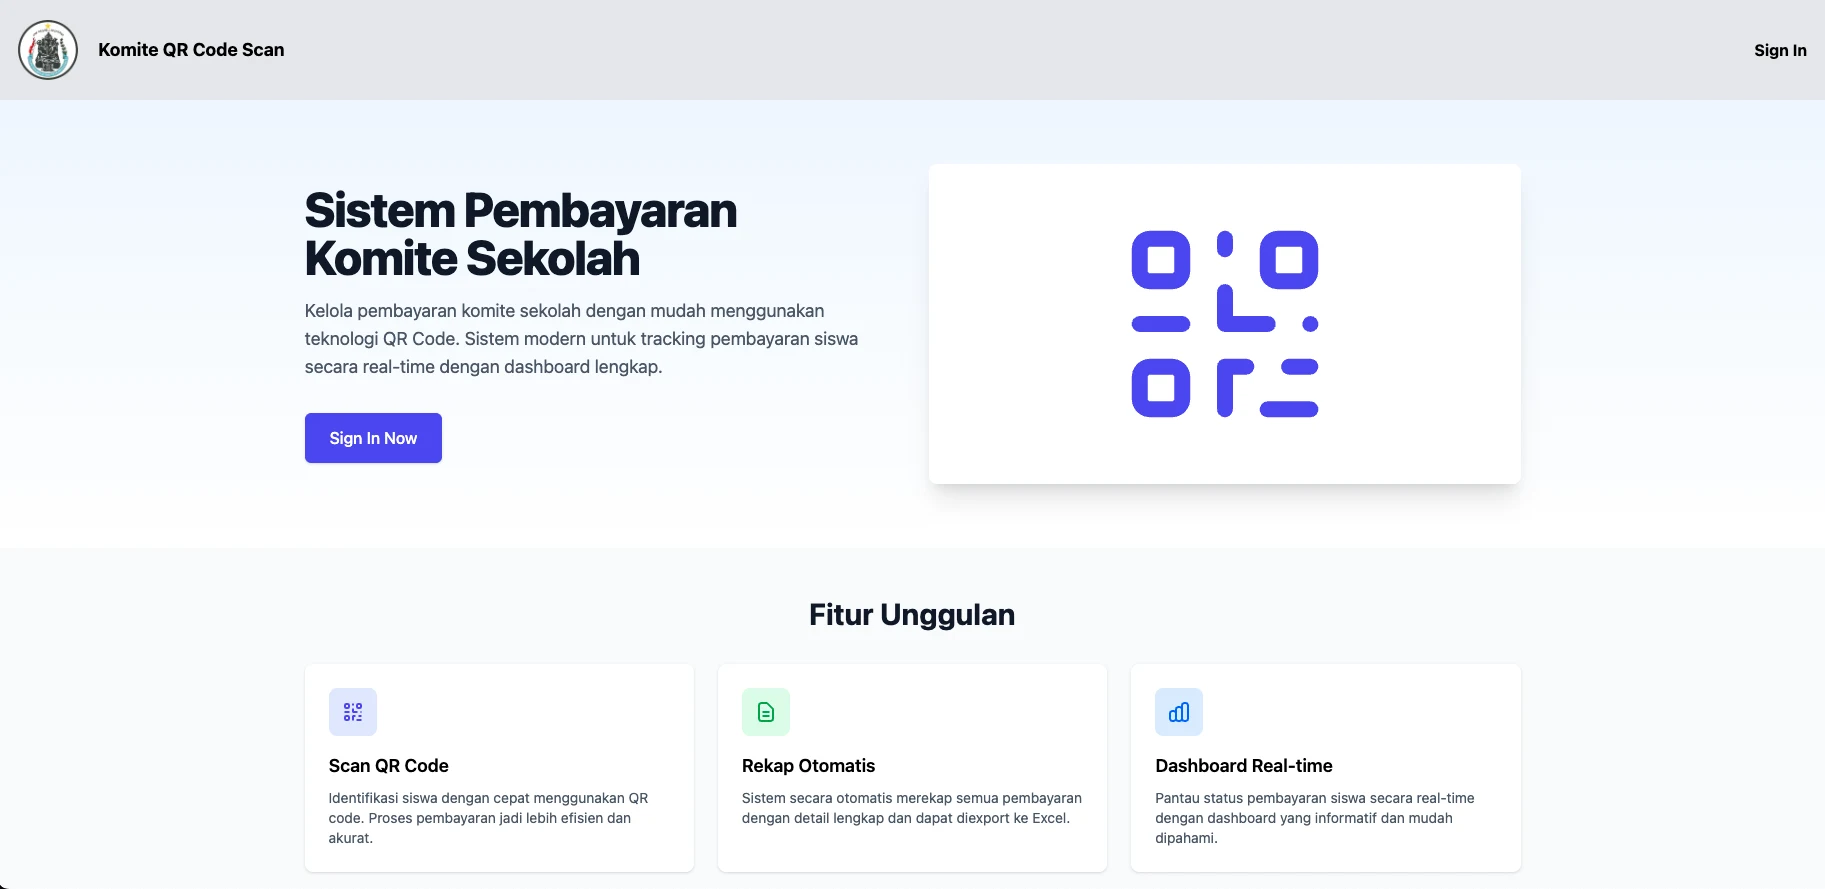 Komite QR Code Scan
Sign In
Sistem Pembayaran
Komite Sekolah
Kelola pembayaran komite sekolah dengan mudah menggunakan
teknologi QR Code. Sistem modern untuk tracking pembayaran siswa
secara real-time dengan dashboard lengkap.
Sign In Now
Fitur Unggulan
Scan QR Code
Identifikasi siswa dengan cepat menggunakan QR
code. Proses pembayaran jadi lebih efisien dan
akurat.
Rekap Otomatis
Sistem secara otomatis merekap semua pembayaran
dengan detail lengkap dan dapat diexport ke Excel.
Dashboard Real-time
Pantau status pembayaran siswa secara real-time
dengan dashboard yang informatif dan mudah
dipahami.